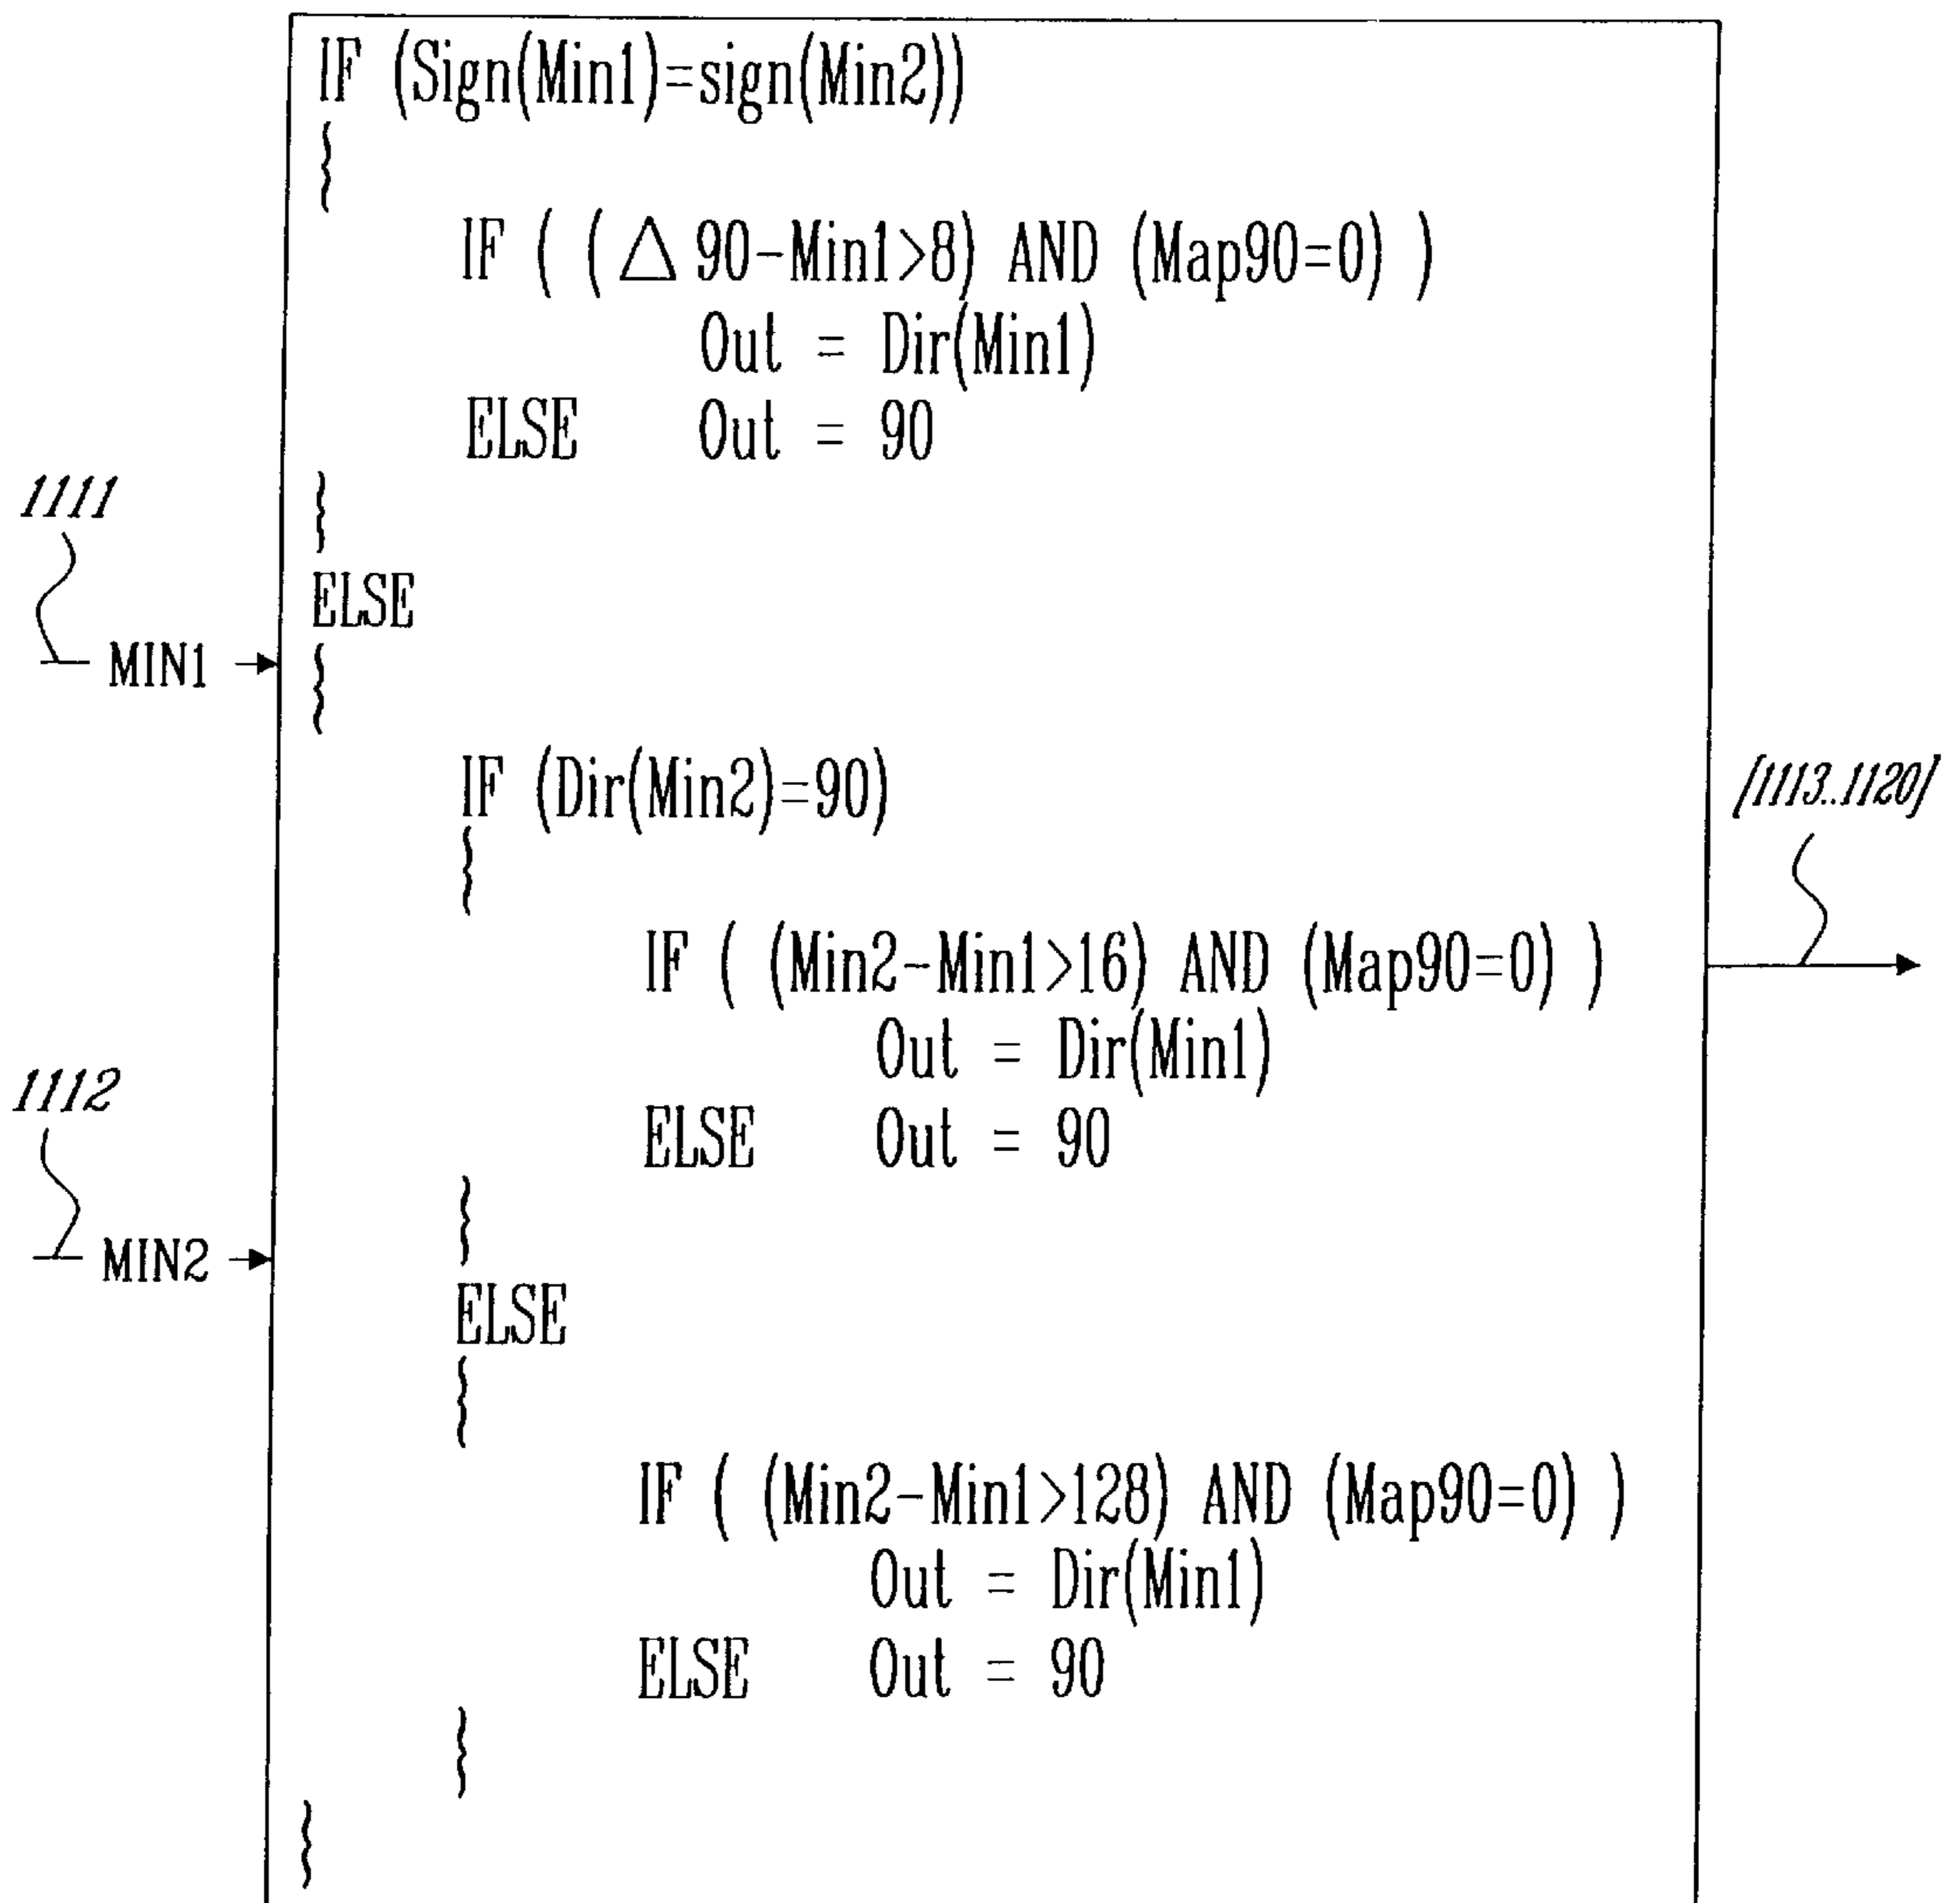 IF (Sign(Min1)=sign(Min2))
{
IF ( ( △ 90-Min1>8) AND (Map90=0) )
Out = Dir(Min1)
ELSE Out = 90
}
1111
ELSE
MIN1
{
IF (Dir(Min2)=90)
[1113..1120]
{
IF ( (Min2-Min1>16) AND (Map90=0) )
Out = Dir(Min1)
1112
ELSE Out = 90
}
MIN2
ELSE
{
IF ( (Min2-Min1>128) AND (Map90=0) )
Out = Dir(Min1)
ELSE Out = 90
}
}